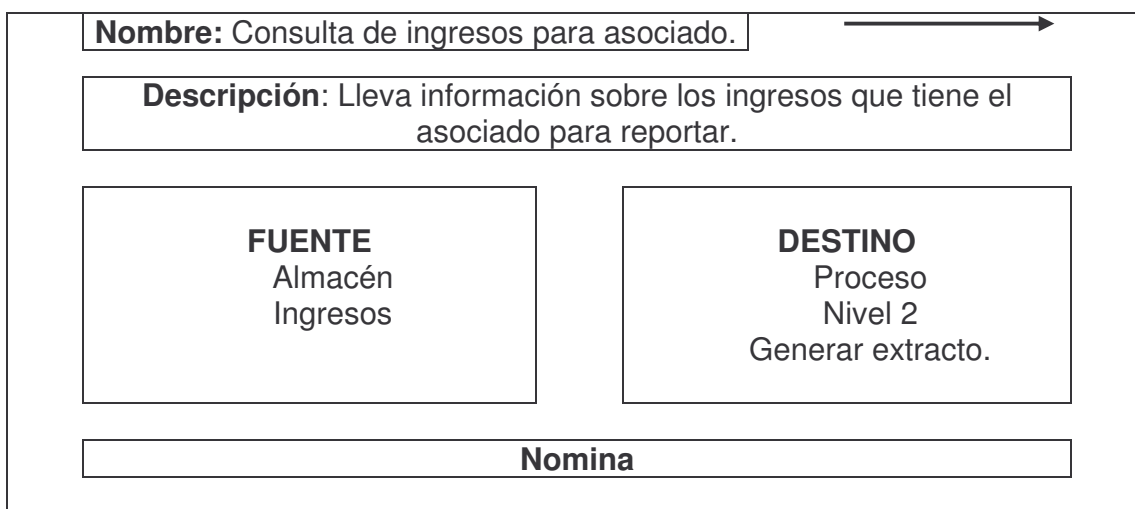 Nombre: Consulta de ingresos para asociado.
Descripción: Lleva información sobre los ingresos que tiene el
asociado para reportar.
FUENTE
Almacén
Ingresos
DESTINO
Proceso
Nivel 2
Generar extracto.
Nomina